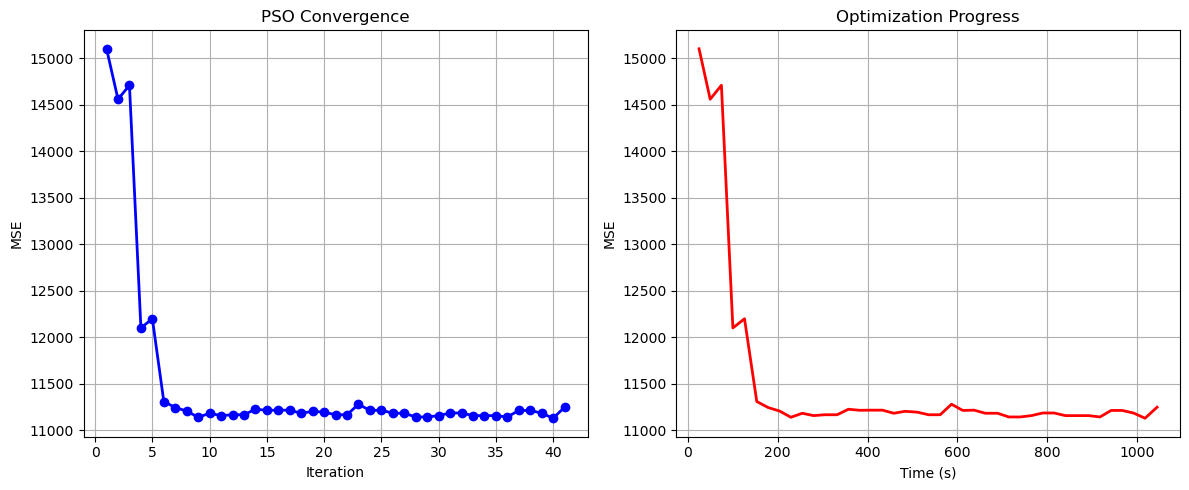 PSO Convergence
15000
14500
14000
13500
13000
12500
12000
11500
11000
MSE
0 5 10 15 20 25 30 35 40
Iteration
Optimization Progress
15000
14500
14000
13500
13000
12500
12000
11500
11000
MSE
0 200 400 600 800 1000
Time (s)